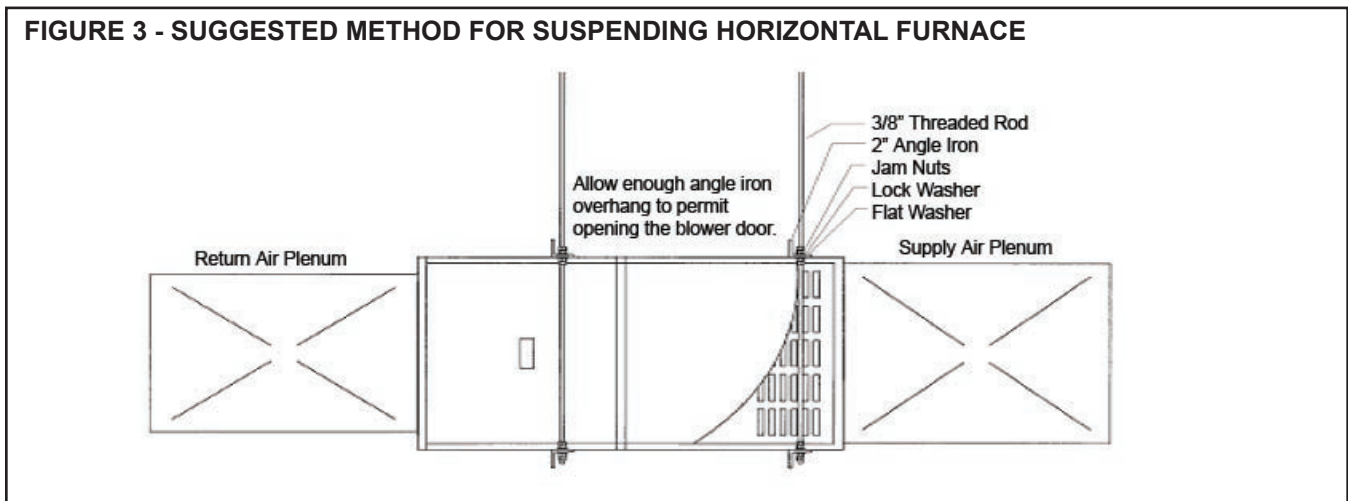 FIGURE 3 - SUGGESTED METHOD FOR SUSPENDING HORIZONTAL FURNACE
3/8" Threaded Rod
2" Angle Iron
Jam Nuts
Lock Washer
Flat Washer
Allow enough angle iron
overhang to permit
opening the blower door.
Return Air Plenum
Supply Air Plenum